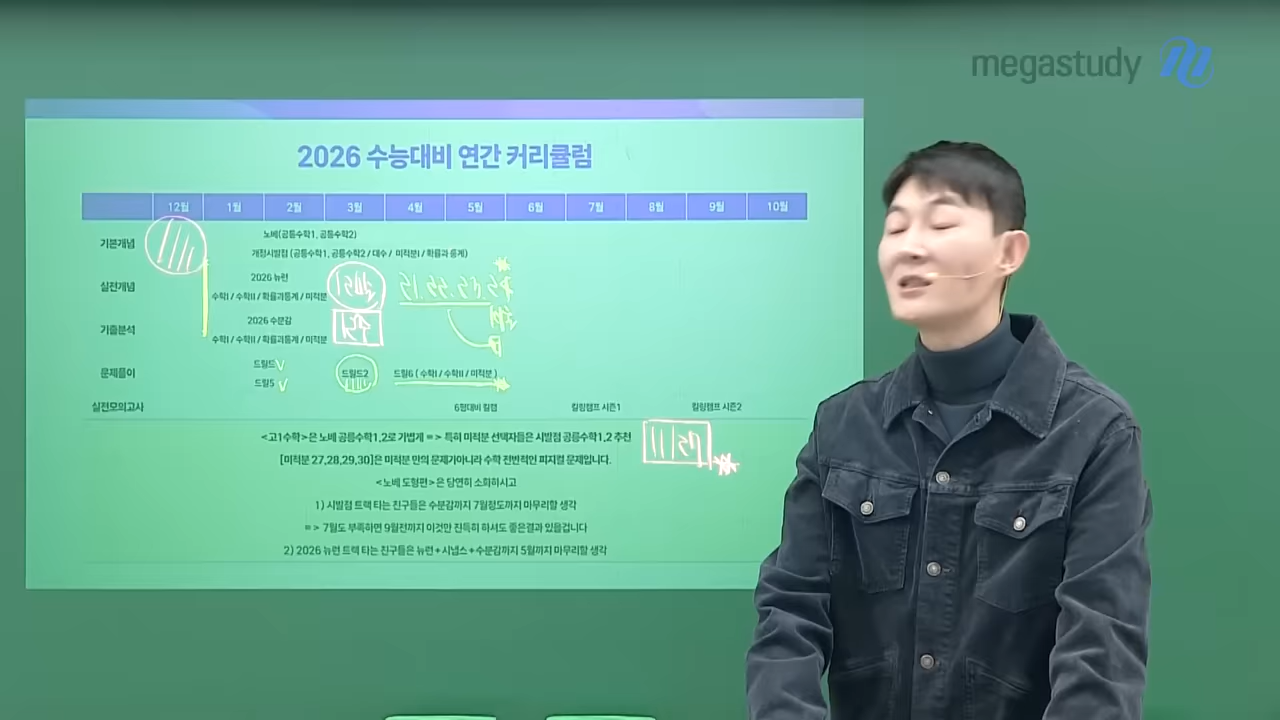 megastudy
2026 수능대비 연간 커리큘럼
12월 1월 2월 3월 4월 5월 6월 7월 8월 9월 10월
기본개념 노베(공통수학1, 공통수학2)
개정시발점 (공통수학1, 공통수학2 / 대수 / 미적분I / 확률과 통계)
실전개념 2026 뉴런
수학I / 수학II / 확률과통계 / 미적분
기출분석 2026 수분감
수학I / 수학II / 확률과통계 / 미적분
문제풀이 드릴드 드릴드2 드릴6 ( 수학I / 수학II / 미적분 )
드릴5
실전모의고사 6평대비 킬캠 킬링캠프 시즌1 킬링캠프 시즌2
<고1수학>은 노베 공통수학1,2로 가볍게 => 특히 미적분 선택자들은 시발점 공통수학1,2 추천
[미적분 27,28,29,30]은 미적분 만의 문제가아니라 수학 전반적인 피지컬 문제입니다.
<노베 도형편>은 당연히 소화하시고
1) 시발점 트랙 타는 친구들은 수분감까지 7월정도까지 마무리할 생각
=> 7월도 부족하면 9월전까지 이것만 진득히 하셔도 좋은결과 있을겁니다
2) 2026 뉴런 트랙 타는 친구들은 뉴런+시냅스+수분감까지 5월까지 마무리할 생각